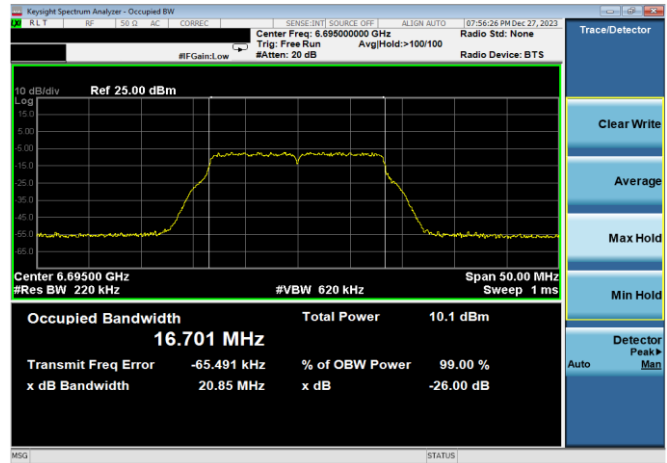 Keysight Spectrum Analyzer - Occupied BW
RLT RF 50 Ω AC CORREC SENSE:INT SOURCE OFF ALIGN AUTO 07:56:26 PM Dec 27, 2023
Center Freq: 6.695000000 GHz Radio Std: None
Trig: Free Run Avg|Hold:>100/100
#IFGain:Low #Atten: 20 dB Radio Device: BTS
Trace/Detector
10 dB/div Ref 25.00 dBm
Log
15.0
5.00
-5.00
-15.0
-25.0
-35.0
-45.0
-55.0
-65.0
Center 6.69500 GHz Span 50.00 MHz
#Res BW 220 kHz #VBW 620 kHz Sweep 1 ms
Occupied Bandwidth Total Power 10.1 dBm
16.701 MHz
Transmit Freq Error -65.491 kHz % of OBW Power 99.00 %
x dB Bandwidth 20.85 MHz x dB -26.00 dB
Clear Write
Average
Max Hold
Min Hold
Detector
Peak▶
Auto Man
MSG STATUS